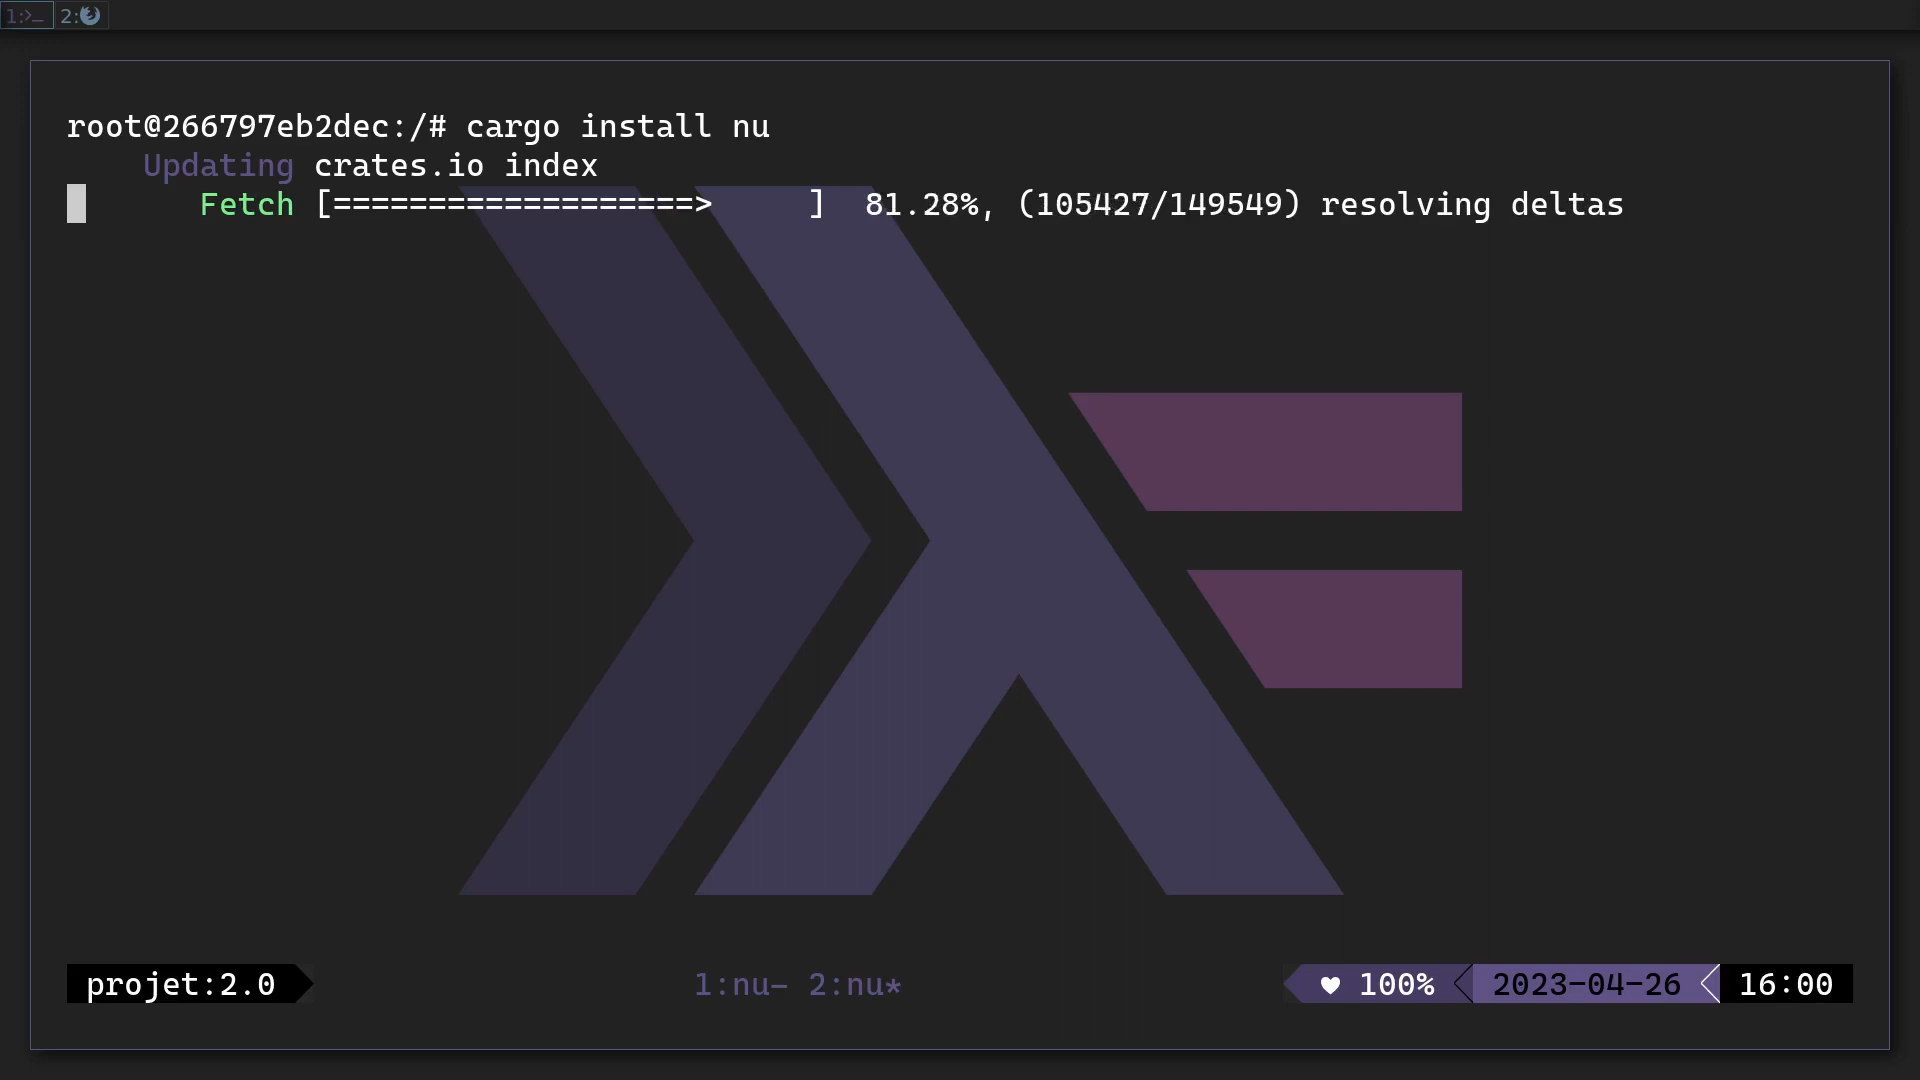 1:>_ 2:
root@266797eb2dec:/# cargo install nu
Updating crates.io index
Fetch [===================>     ]  81.28%, (105427/149549) resolving deltas
projet:2.0
1:nu- 2:nu*
♥ 100%
2023-04-26
16:00